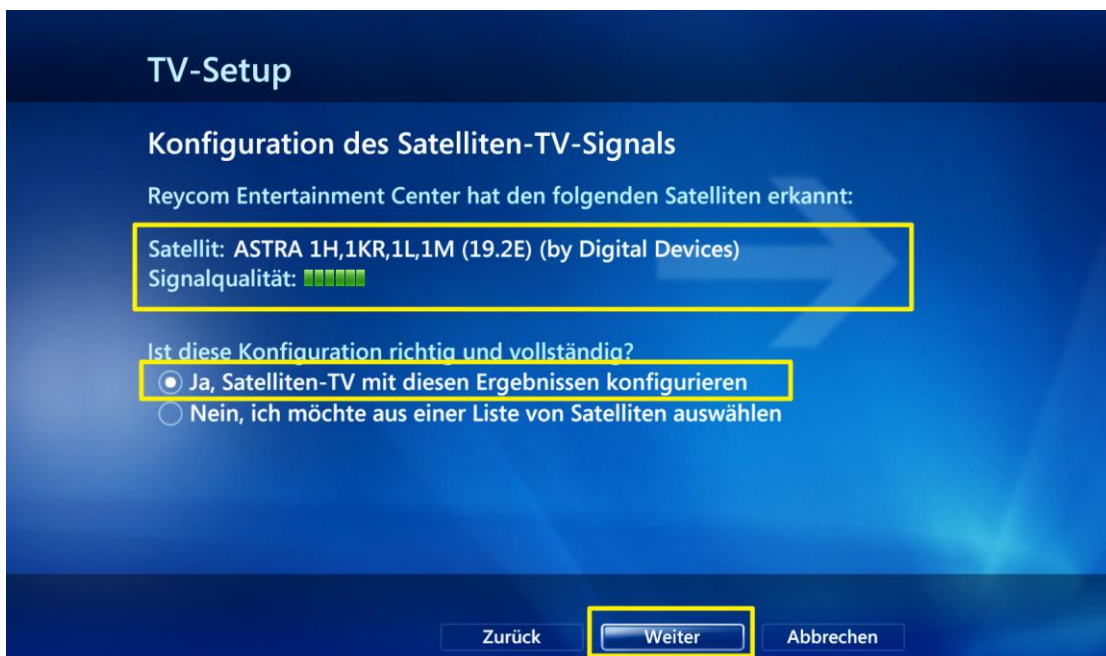 TV-Setup
Konfiguration des Satelliten-TV-Signals
Reycom Entertainment Center hat den folgenden Satelliten erkannt:
Satellit: ASTRA 1H,1KR,1L,1M (19.2E) (by Digital Devices)
Signalqualität:
Ist diese Konfiguration richtig und vollständig?
Ja, Satelliten-TV mit diesen Ergebnissen konfigurieren
Nein, ich möchte aus einer Liste von Satelliten auswählen
Zurück Weiter Abbrechen